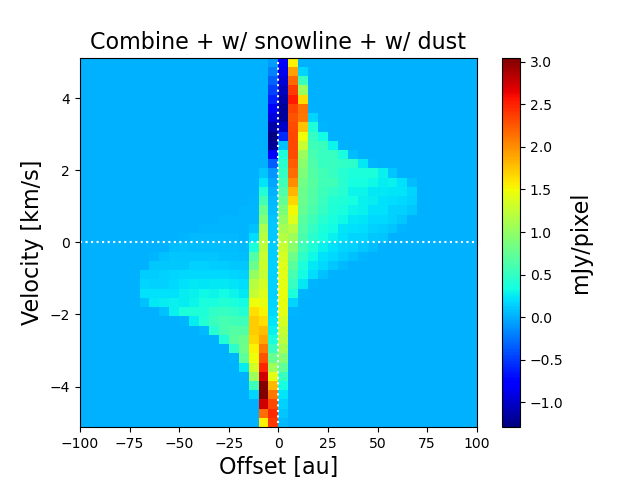 Combine + w/ snowline + w/ dust
Velocity [km/s]
4
2
0
−2
−4
−100 −75 −50 −25 0 25 50 75 100
Offset [au]
3.0
2.5
2.0
1.5
1.0
0.5
0.0
−0.5
−1.0
mJy/pixel